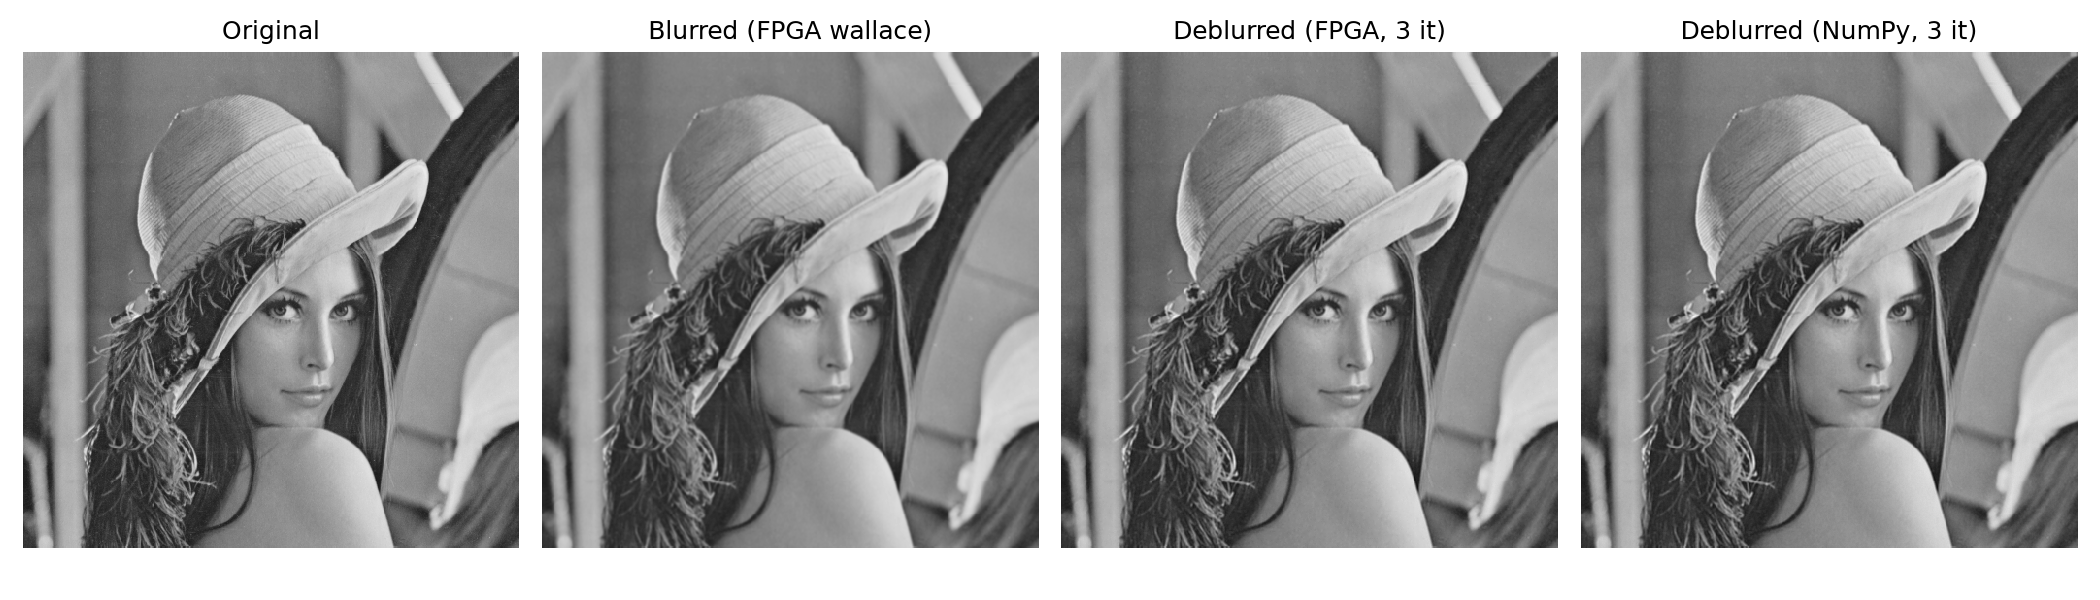 Original
Blurred (FPGA wallace)
Deblurred (FPGA, 3 it)
Deblurred (NumPy, 3 it)